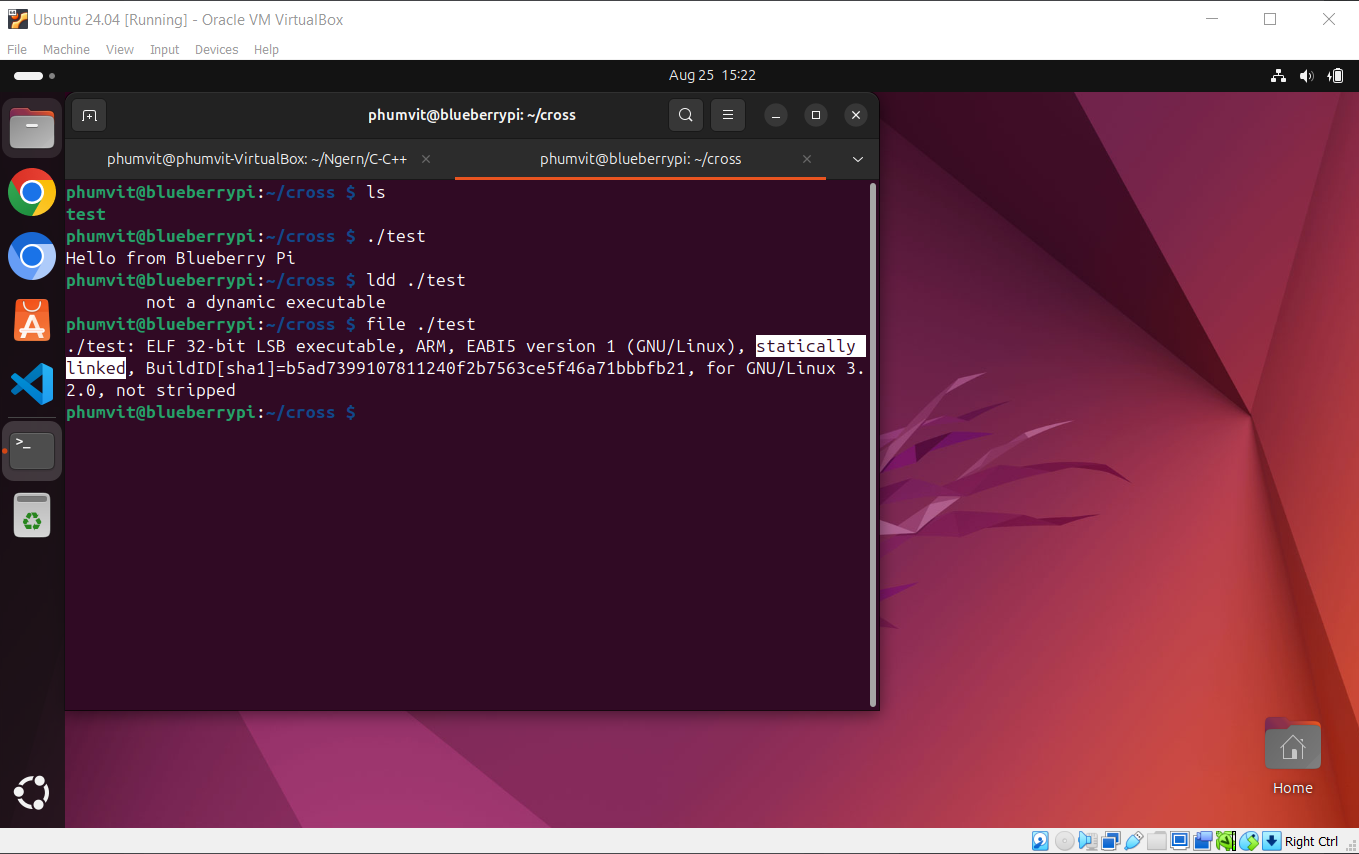 Ubuntu 24.04 [Running] - Oracle VM VirtualBox
File Machine View Input Devices Help
Aug 25 15:22
phumvit@blueberrypi: ~/cross
phumvit@phumvit-VirtualBox: ~/Ngern/C-C++
phumvit@blueberrypi: ~/cross
phumvit@blueberrypi:~/cross $ ls
test
phumvit@blueberrypi:~/cross $ ./test
Hello from Blueberry Pi
phumvit@blueberrypi:~/cross $ ldd ./test
not a dynamic executable
phumvit@blueberrypi:~/cross $ file ./test
./test: ELF 32-bit LSB executable, ARM, EABI5 version 1 (GNU/Linux), statically
linked, BuildID[sha1]=b5ad7399107811240f2b7563ce5f46a71bbbfb21, for GNU/Linux 3.
2.0, not stripped
phumvit@blueberrypi:~/cross $
Home
Right Ctrl